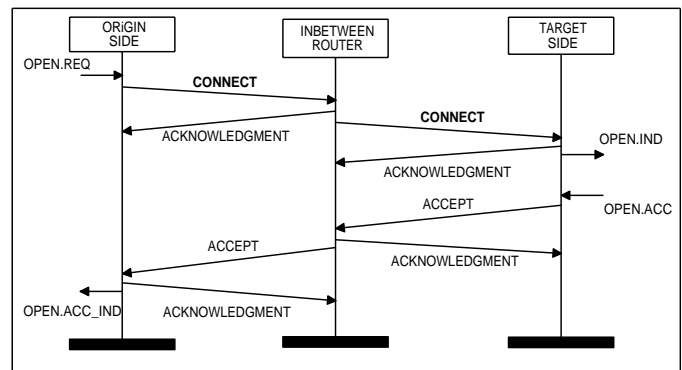 ORiGIN
SIDE
INBETWEEN
ROUTER
TARGET
SIDE
OPEN.REQ
CONNECT
CONNECT
ACKNOWLEDGMENT
OPEN.IND
ACKNOWLEDGMENT
ACCEPT
OPEN.ACC
ACCEPT
ACKNOWLEDGMENT
OPEN.ACC_IND
ACKNOWLEDGMENT